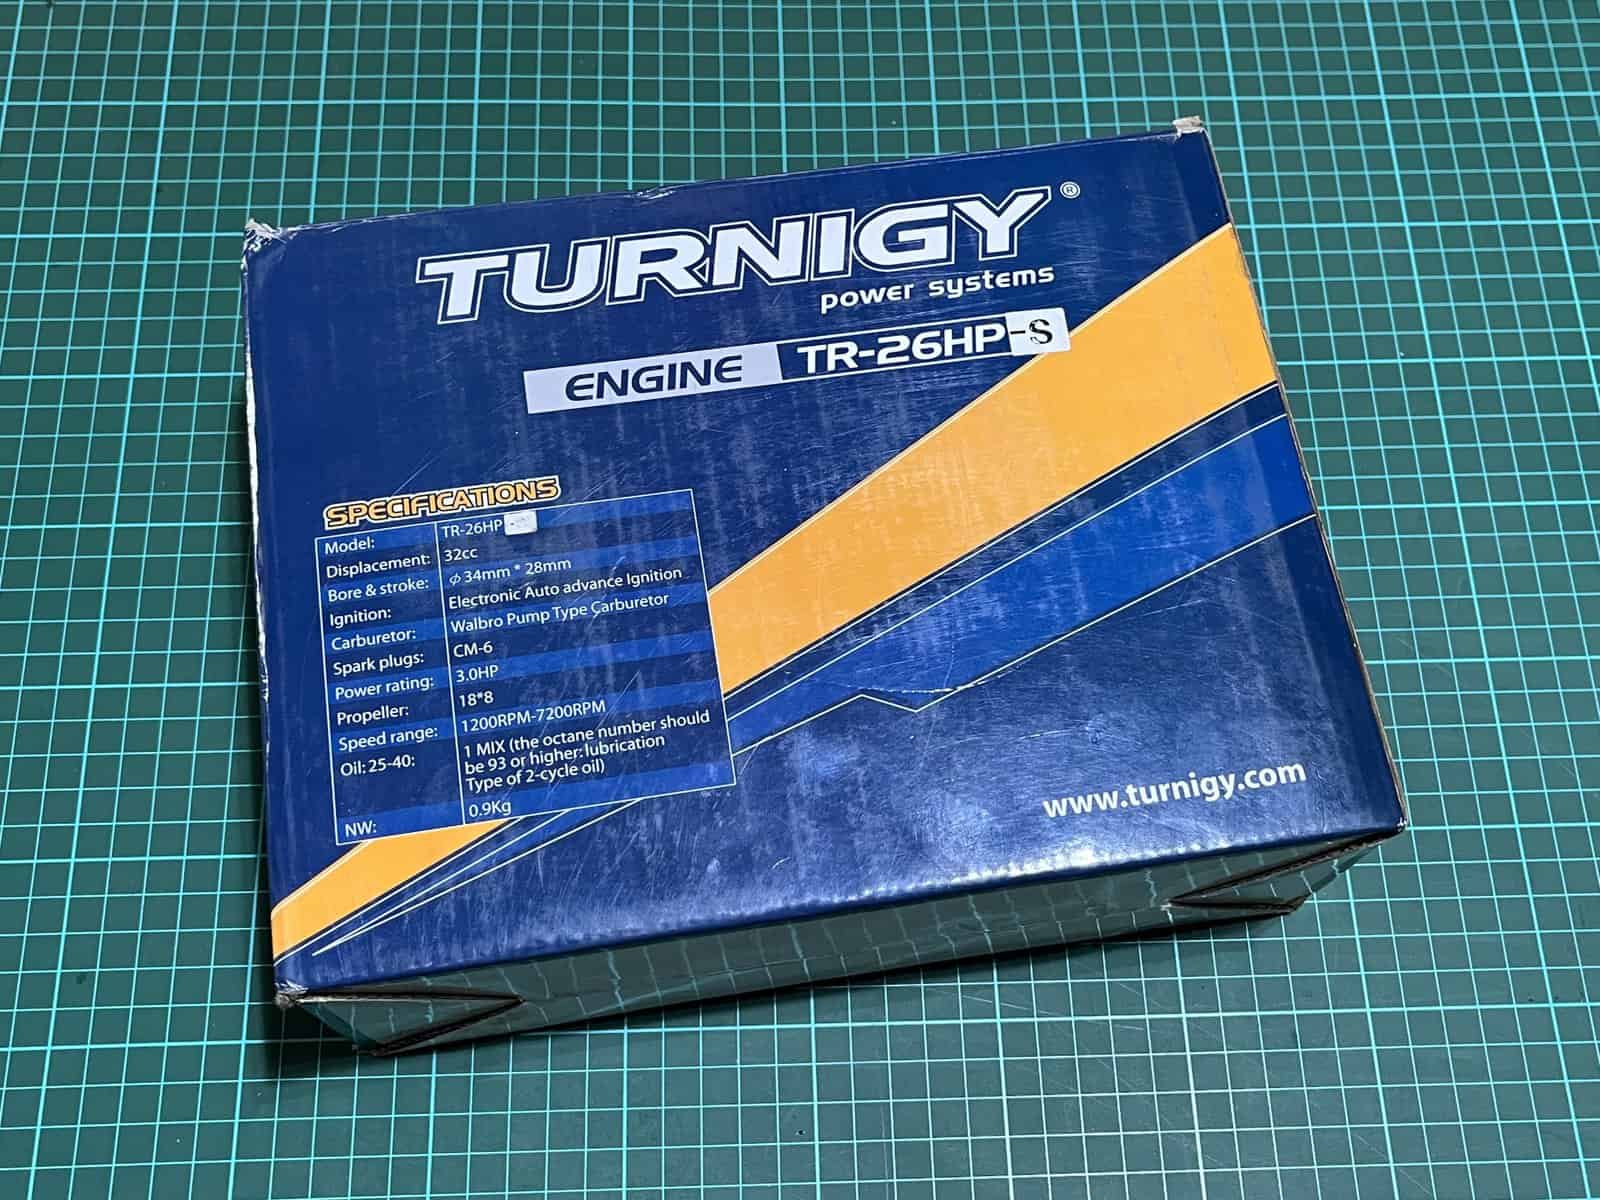 TURNIGY®
power systems
ENGINE TR-26HP-S
SPECIFICATIONS
Model: TR-26HP
Displacement: 32cc
Bore & stroke: ϕ 34mm * 28mm
Ignition: Electronic Auto advance Ignition
Carburetor: Walbro Pump Type Carburetor
Spark plugs: CM-6
Power rating: 3.0HP
Propeller: 18*8
Speed range: 1200RPM-7200RPM
Oil: 25-40: 1 MIX (the octane number should
be 93 or higher: lubrication
Type of 2-cycle oil)
NW: 0.9Kg
www.turnigy.com